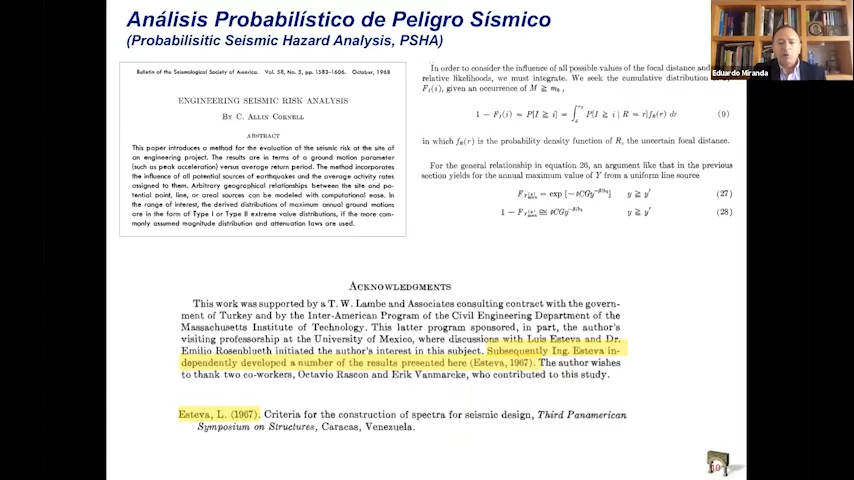 Análisis Probabilístico de Peligro Sísmico
(Probabilisitic Seismic Hazard Analysis, PSHA)
Eduardo Miranda
Bulletin of the Seismological Society of America. Vol. 58, No. 5, pp. 1583-1606. October, 1968
ENGINEERING SEISMIC RISK ANALYSIS
By C. Allin Cornell
ABSTRACT
This paper introduces a method for the evaluation of the seismic risk at the site of
an engineering project. The results are in terms of a ground motion parameter
(such as peak acceleration) versus average return period. The method incorporates
the influence of all potential sources of earthquakes and the average activity rates
assigned to them. Arbitrary geographical relationships between the site and po-
tential point, line, or areal sources can be modeled with computational ease. In
the range of interest, the derived distributions of maximum annual ground motions
are in the form of Type I or Type II extreme value distributions, if the more com-
monly assumed magnitude distribution and attenuation laws are used.
In order to consider the influence of all possible values of the focal distance and
relative likelihoods, we must integrate. We seek the cumulative distribution
given an occurrence of M ≧ m₀,
1 − F_I(i) = P[I ≧ i] = ∫ P[I ≧ i | R = r] f_R(r) dr (9)
in which f_R(r) is the probability density function of R, the uncertain focal distance.
For the general relationship in equation 26, an argument like that in the previous
section yields for the annual maximum value of Y from a uniform line source
= exp [ ] y ≧ y′ (27)
y ≧ y′ (28)
Acknowledgments
This work was supported by a T. W. Lambe and Associates consulting contract with the govern-
ment of Turkey and by the Inter-American Program of the Civil Engineering Department of the
Massachusetts Institute of Technology. This latter program sponsored, in part, the author's
visiting professorship at the University of Mexico, where discussions with Luis Esteva and Dr.
Emilio Rosenblueth initiated the author's interest in this subject. Subsequently Ing. Esteva in-
dependently developed a number of the results presented here (Esteva, 1967). The author wishes
to thank two co-workers, Octavio Rascon and Erik Vanmarcke, who contributed to this study.
Esteva, L. (1967). Criteria for the construction of spectra for seismic design, Third Panamerican
Symposium on Structures, Caracas, Venezuela.
10